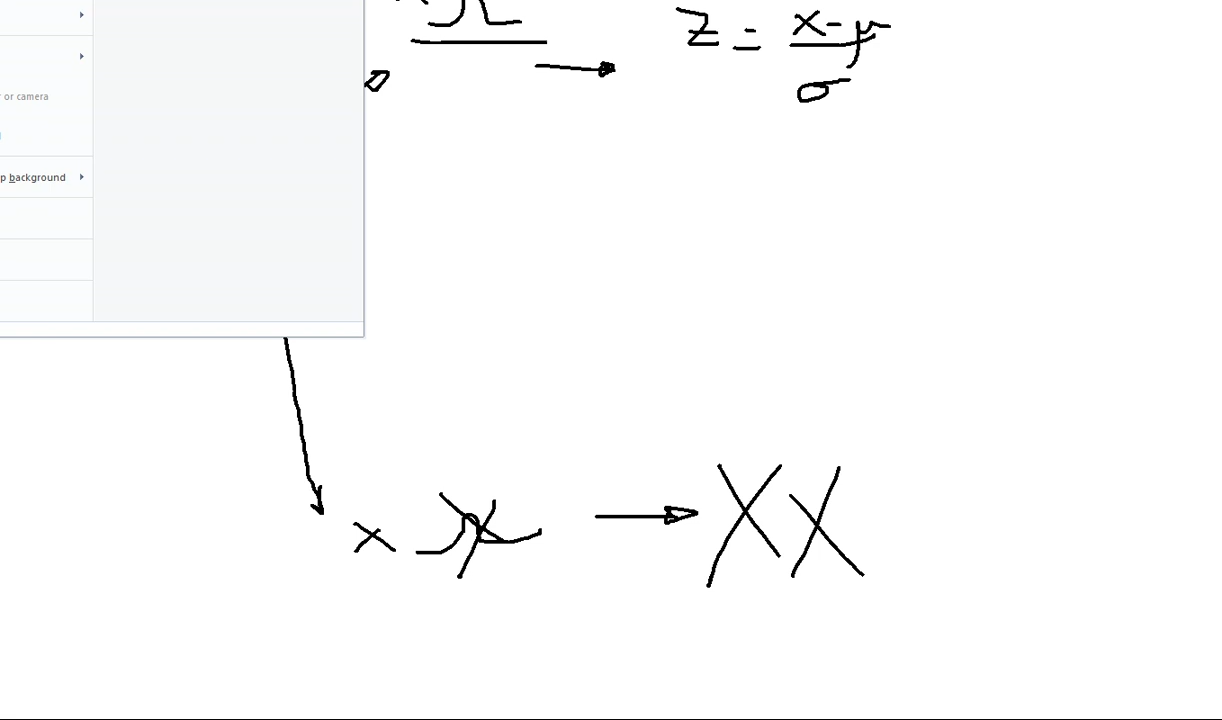 Z = x-μ / σ
r or camera
p background
x
X X